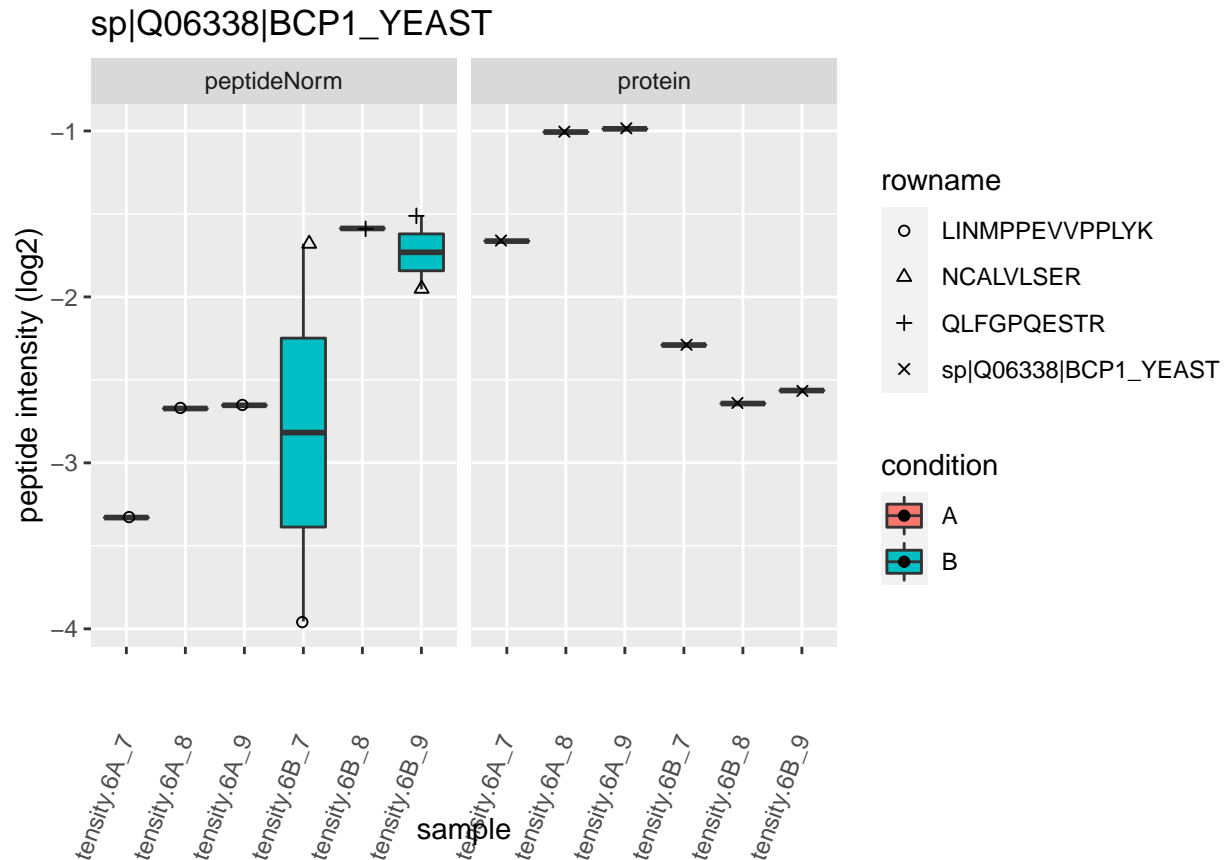 sp|Q06338|BCP1_YEAST
peptideNorm
protein
peptide intensity (log2)
−1
−2
−3
−4
tensity.6A_7
tensity.6A_8
tensity.6A_9
tensity.6B_7
tensity.6B_8
tensity.6B_9
tensity.6A_7
tensity.6A_8
tensity.6A_9
tensity.6B_7
tensity.6B_8
tensity.6B_9
sample
rowname
LINMPPEVVPPLYK
NCALVLSER
QLFGPQESTR
sp|Q06338|BCP1_YEAST
condition
A
B